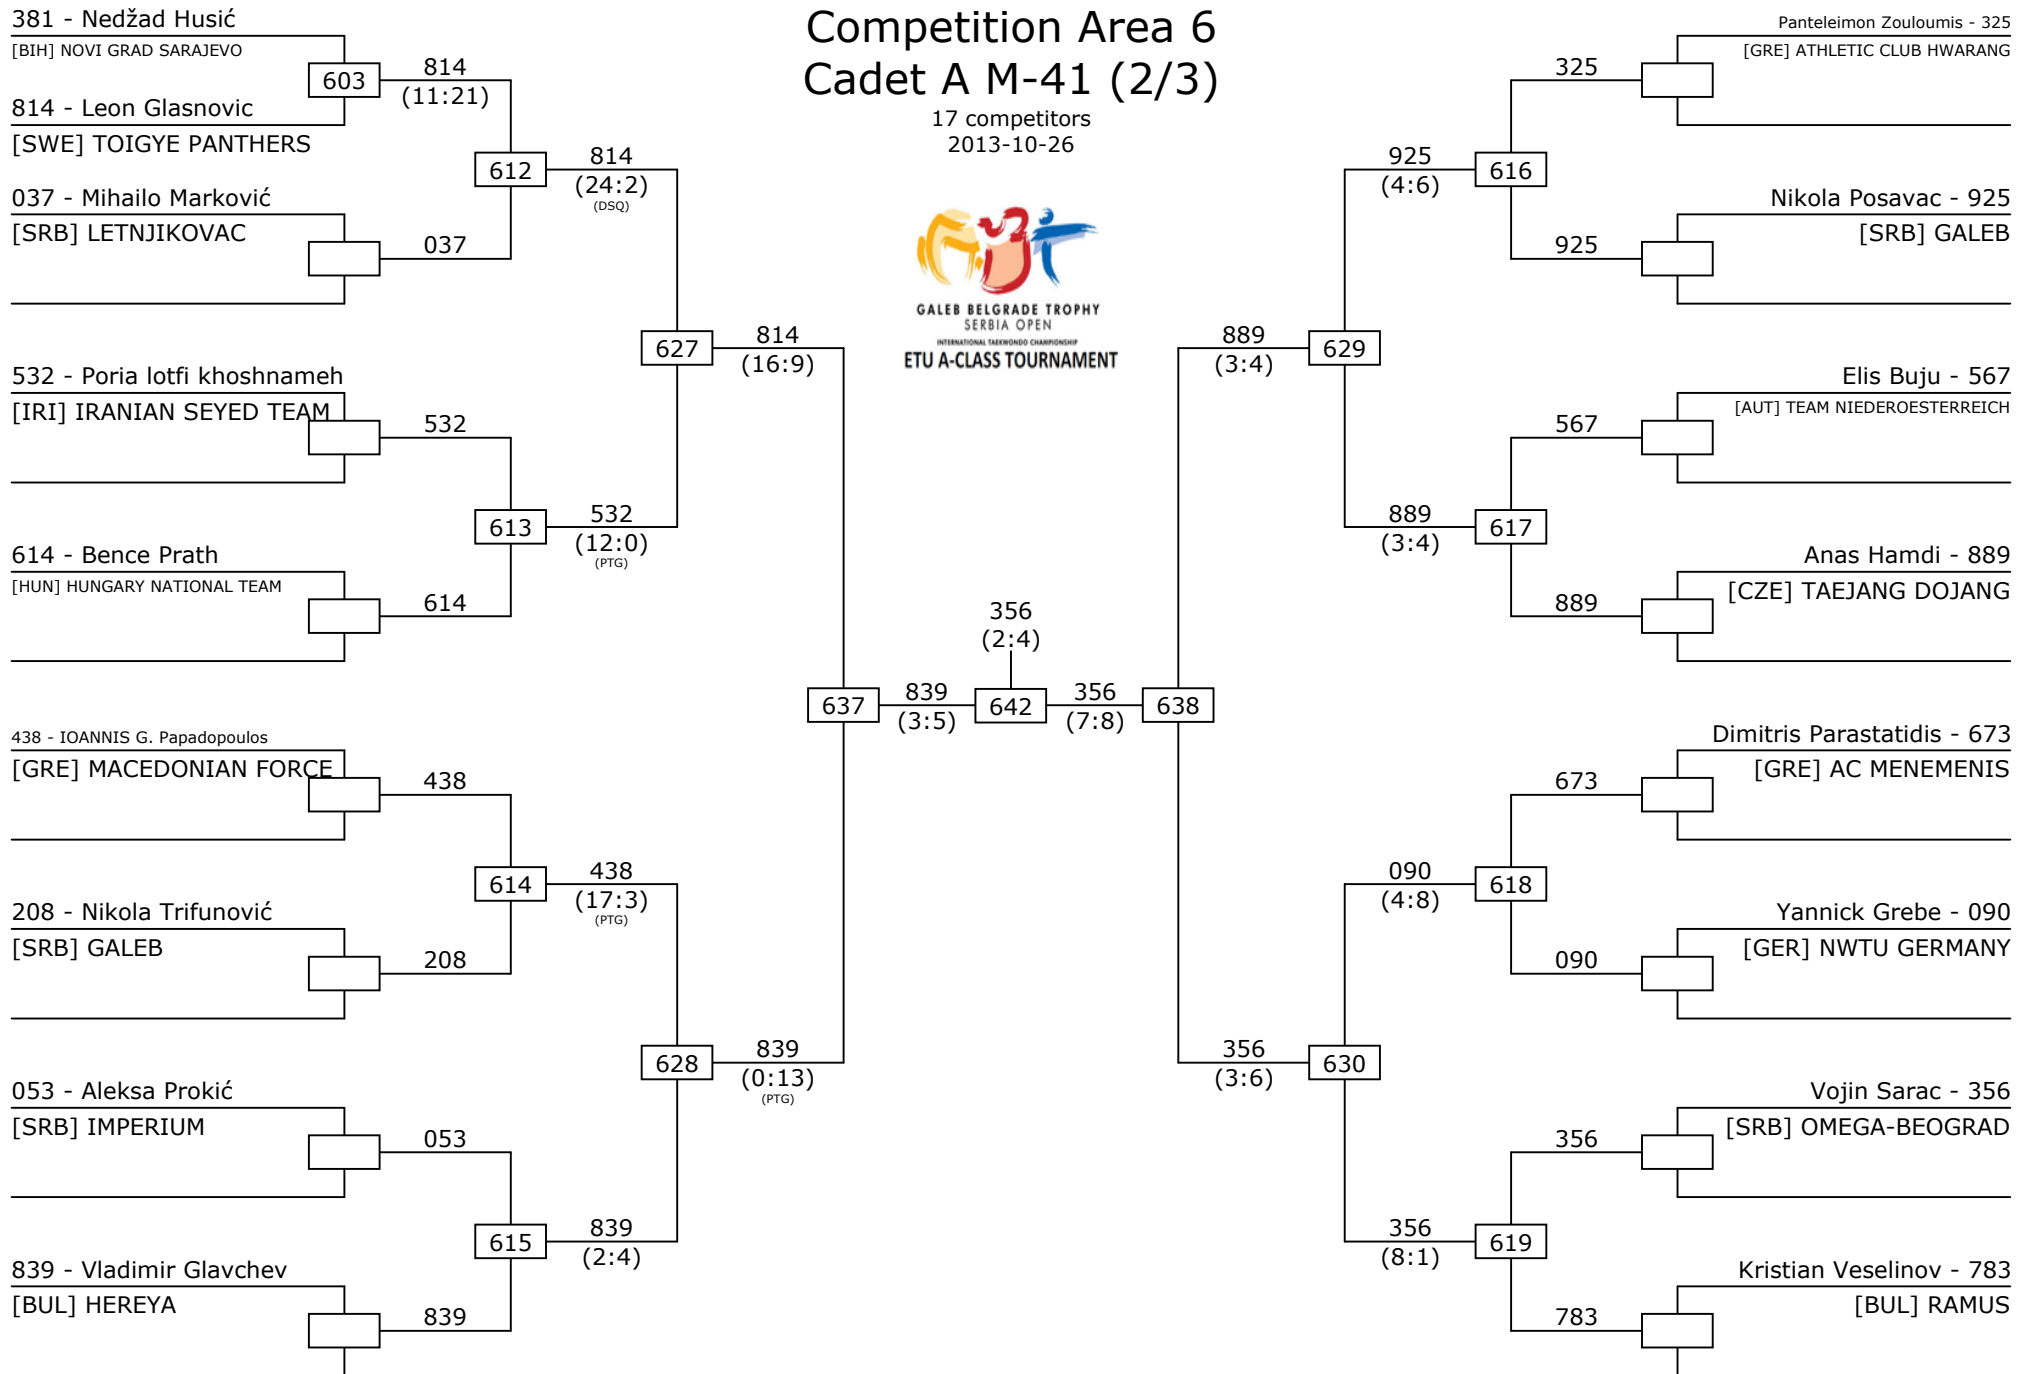 Competition Area 6
Cadet A M-41 (2/3)
17 competitors
2013-10-26
GALEB BELGRADE TROPHY
SERBIA OPEN
INTERNATIONAL TAEKWONDO CHAMPIONSHIP
ETU A-CLASS TOURNAMENT
381 - Nedžad Husić
[BIH] NOVI GRAD SARAJEVO
603
814
(11:21)
814 - Leon Glasnovic
[SWE] TOIGYE PANTHERS
612
814
(24:2)
(DSQ)
037 - Mihailo Marković
[SRB] LETNJIKOVAC
037
627
814
(16:9)
532 - Poria lotfi khoshnameh
[IRI] IRANIAN SEYED TEAM
532
613
532
(12:0)
(PTG)
614 - Bence Prath
[HUN] HUNGARY NATIONAL TEAM
614
637
839
(3:5)
438 - IOANNIS G. Papadopoulos
[GRE] MACEDONIAN FORCE
438
614
438
(17:3)
(PTG)
208 - Nikola Trifunović
[SRB] GALEB
208
628
839
(0:13)
(PTG)
053 - Aleksa Prokić
[SRB] IMPERIUM
053
615
839
(2:4)
839 - Vladimir Glavchev
[BUL] HEREYA
839
356
(2:4)
642
356
(7:8)
638
Panteleimon Zouloumis - 325
[GRE] ATHLETIC CLUB HWARANG
325
925
(4:6)
616
Nikola Posavac - 925
[SRB] GALEB
925
889
(3:4)
629
Elis Buju - 567
[AUT] TEAM NIEDEROESTERREICH
567
889
(3:4)
617
Anas Hamdi - 889
[CZE] TAEJANG DOJANG
889
Dimitris Parastatidis - 673
[GRE] AC MENEMENIS
673
090
(4:8)
618
Yannick Grebe - 090
[GER] NWTU GERMANY
090
356
(3:6)
630
Vojin Sarac - 356
[SRB] OMEGA-BEOGRAD
356
356
(8:1)
619
Kristian Veselinov - 783
[BUL] RAMUS
783